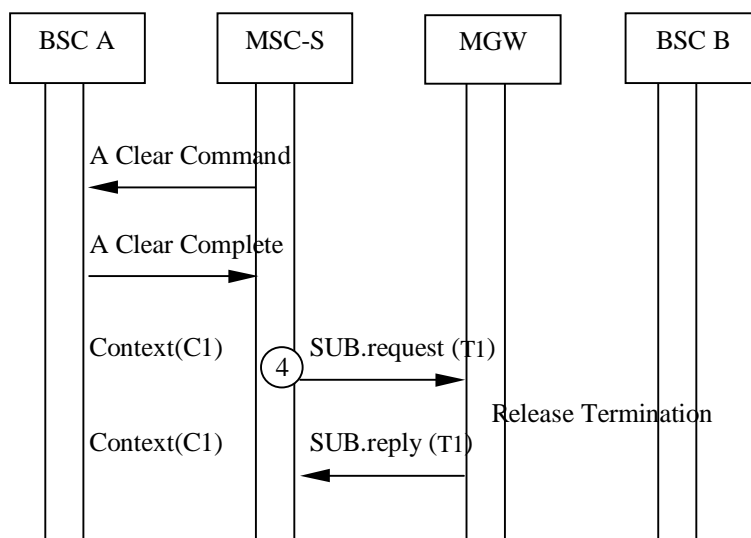 BSC A MSC-S MGW BSC B
A Clear Command
A Clear Complete
Context(C1) 4 SUB.request (T1)
Release Termination
Context(C1) SUB.reply (T1)